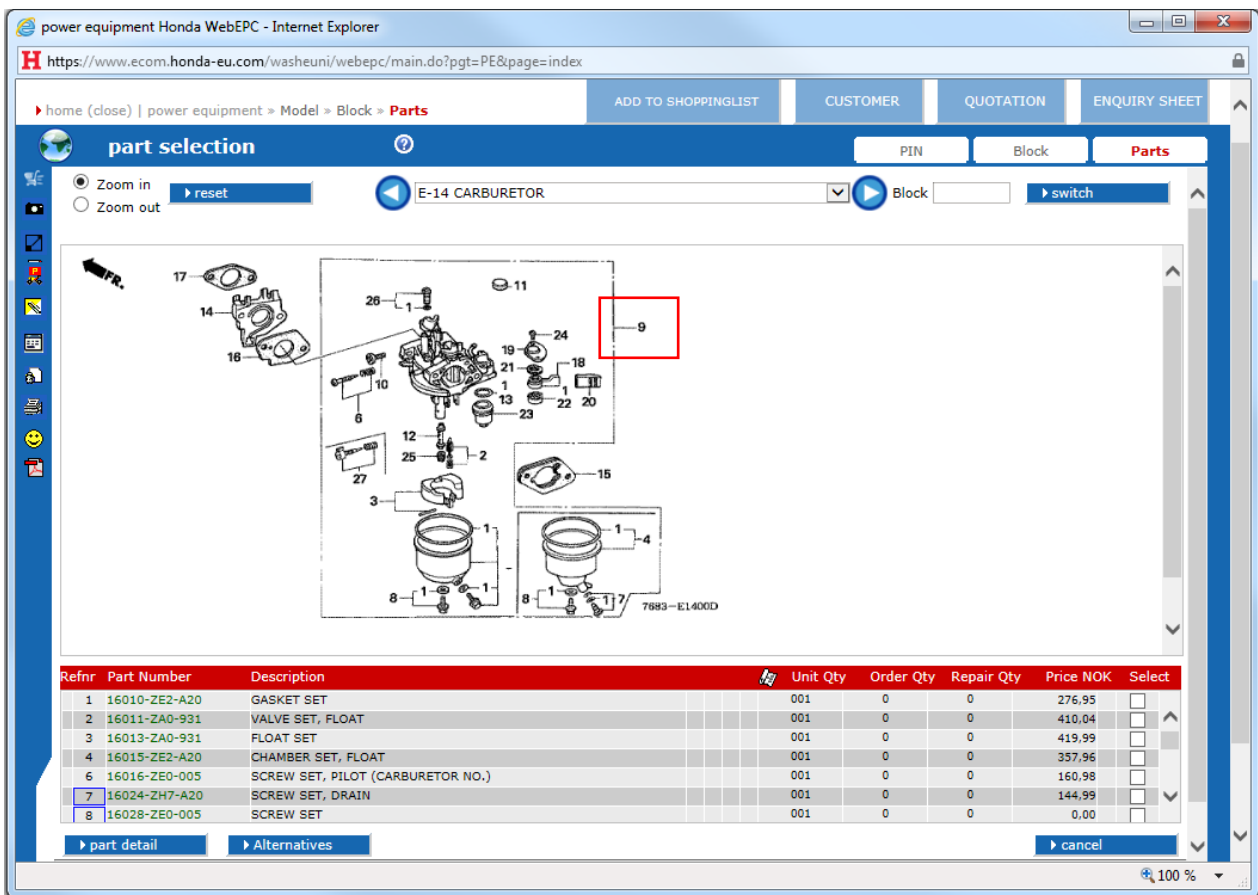 power equipment Honda WebEPC - Internet Explorer
H https://www.ecom.honda-eu.com/washeuni/webepc/main.do?pgt=PE&page=index
home (close) | power equipment » Model » Block » Parts
ADD TO SHOPPINGLIST CUSTOMER QUOTATION ENQUIRY SHEET
part selection ? PIN Block Parts
Zoom in
Zoom out
reset
E-14 CARBURETOR
Block
switch
FR.
17
14
16
26
1
11
9
24
19
18
21
10
6
1
13
23
1
22
20
12
25
2
27
3
15
1
1
4
8
1
1
8
1
1
7
7683-E1400D
Refnr Part Number Description Unit Qty Order Qty Repair Qty Price NOK Select
1 16010-ZE2-A20 GASKET SET 001 0 0 276,95
2 16011-ZA0-931 VALVE SET, FLOAT 001 0 0 410,04
3 16013-ZA0-931 FLOAT SET 001 0 0 419,99
4 16015-ZE2-A20 CHAMBER SET, FLOAT 001 0 0 357,96
6 16016-ZE0-005 SCREW SET, PILOT (CARBURETOR NO.) 001 0 0 160,98
7 16024-ZH7-A20 SCREW SET, DRAIN 001 0 0 144,99
8 16028-ZE0-005 SCREW SET 001 0 0 0,00
part detail Alternatives cancel
100 %